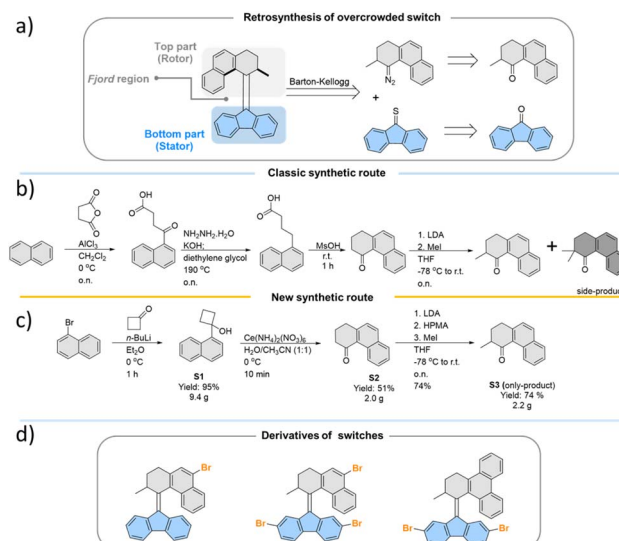 a)
Retrosynthesis of overcrowded switch
Top part
(Rotor)
Fjord region
Bottom part
(Stator)
Barton-Kellogg
N2
+
O
S
O
Classic synthetic route
b)
O
O
O
AlCl3
CH2Cl2
0 °C
o.n.
OH
O
O
NH2NH2.H2O
KOH;
diethylene glycol
190 °C
o.n.
OH
O
MsOH
r.t.
1 h
O
1. LDA
2. MeI
THF
-78 °C to r.t.
o.n.
O
+
O
side-product
New synthetic route
c)
Br
O
n-BuLi
Et2O
0 °C
1 h
OH
S1
Yield: 95%
9.4 g
Ce(NH4)2(NO3)6
H2O/CH3CN (1:1)
0 °C
10 min
O
S2
Yield: 51%
2.0 g
1. LDA
2. HPMA
3. MeI
THF
-78 °C to r.t.
o.n.
74%
O
S3 (only-product)
Yield: 74 %
2.2 g
d)
Derivatives of switches
Br
Br
Br
Br
Br
Br